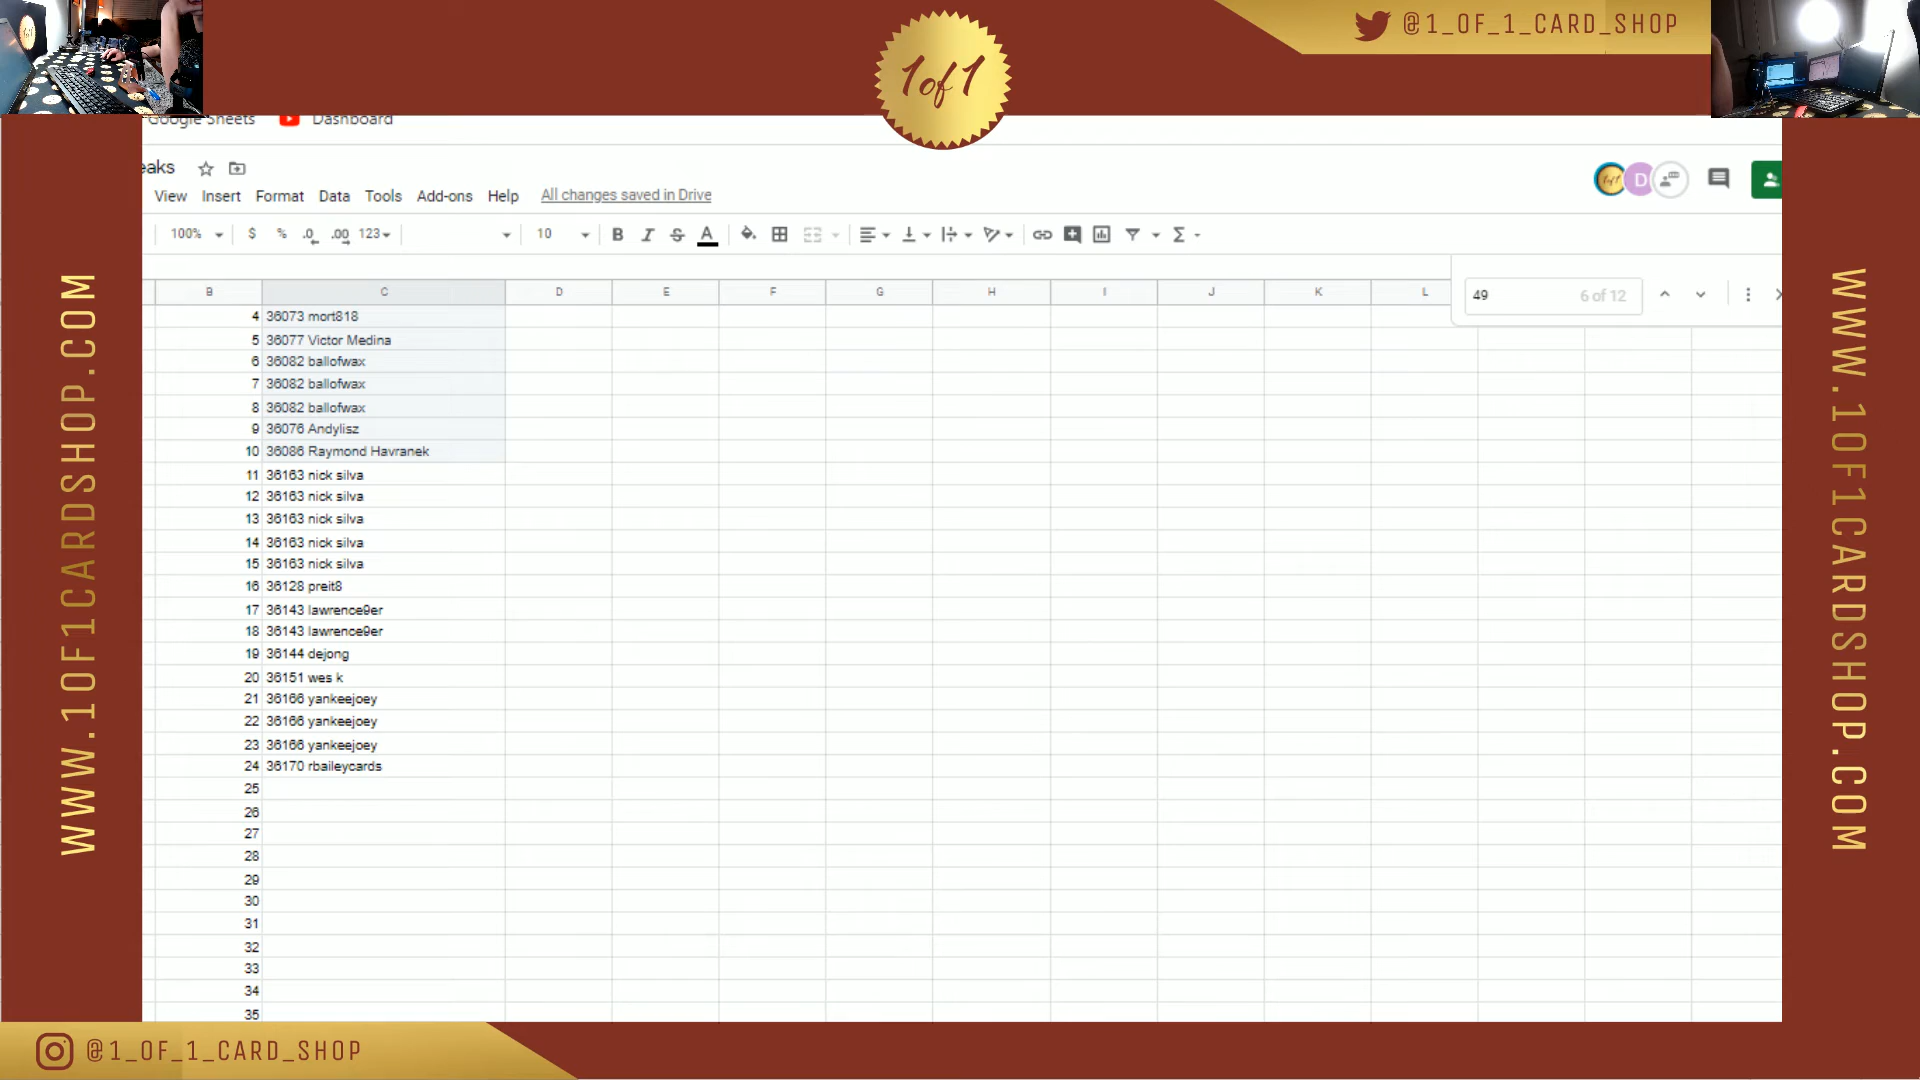 @1_OF_1_CARD_SHOP
1of1
Google Sheets Dashboard
eaks
View Insert Format Data Tools Add-ons Help All changes saved in Drive
D
100% $ % .0 .00 123 10 B I S A Σ
49 6 of 12
B C D E F G H I J K L
4 36073 mort818
5 36077 Victor Medina
6 36082 ballofwax
7 36082 ballofwax
8 36082 ballofwax
9 36076 Andylisz
10 36086 Raymond Havranek
11 36163 nick silva
12 36163 nick silva
13 36163 nick silva
14 36163 nick silva
15 36163 nick silva
16 36128 preit8
17 36143 lawrence9er
18 36143 lawrence9er
19 36144 dejong
20 36151 wes k
21 36166 yankeejoey
22 36166 yankeejoey
23 36166 yankeejoey
24 36170 rbaileycards
25
26
27
28
29
30
31
32
33
34
35
WWW.1OF1CARDSHOP.COM
WWW.1OF1CARDSHOP.COM
@1_OF_1_CARD_SHOP